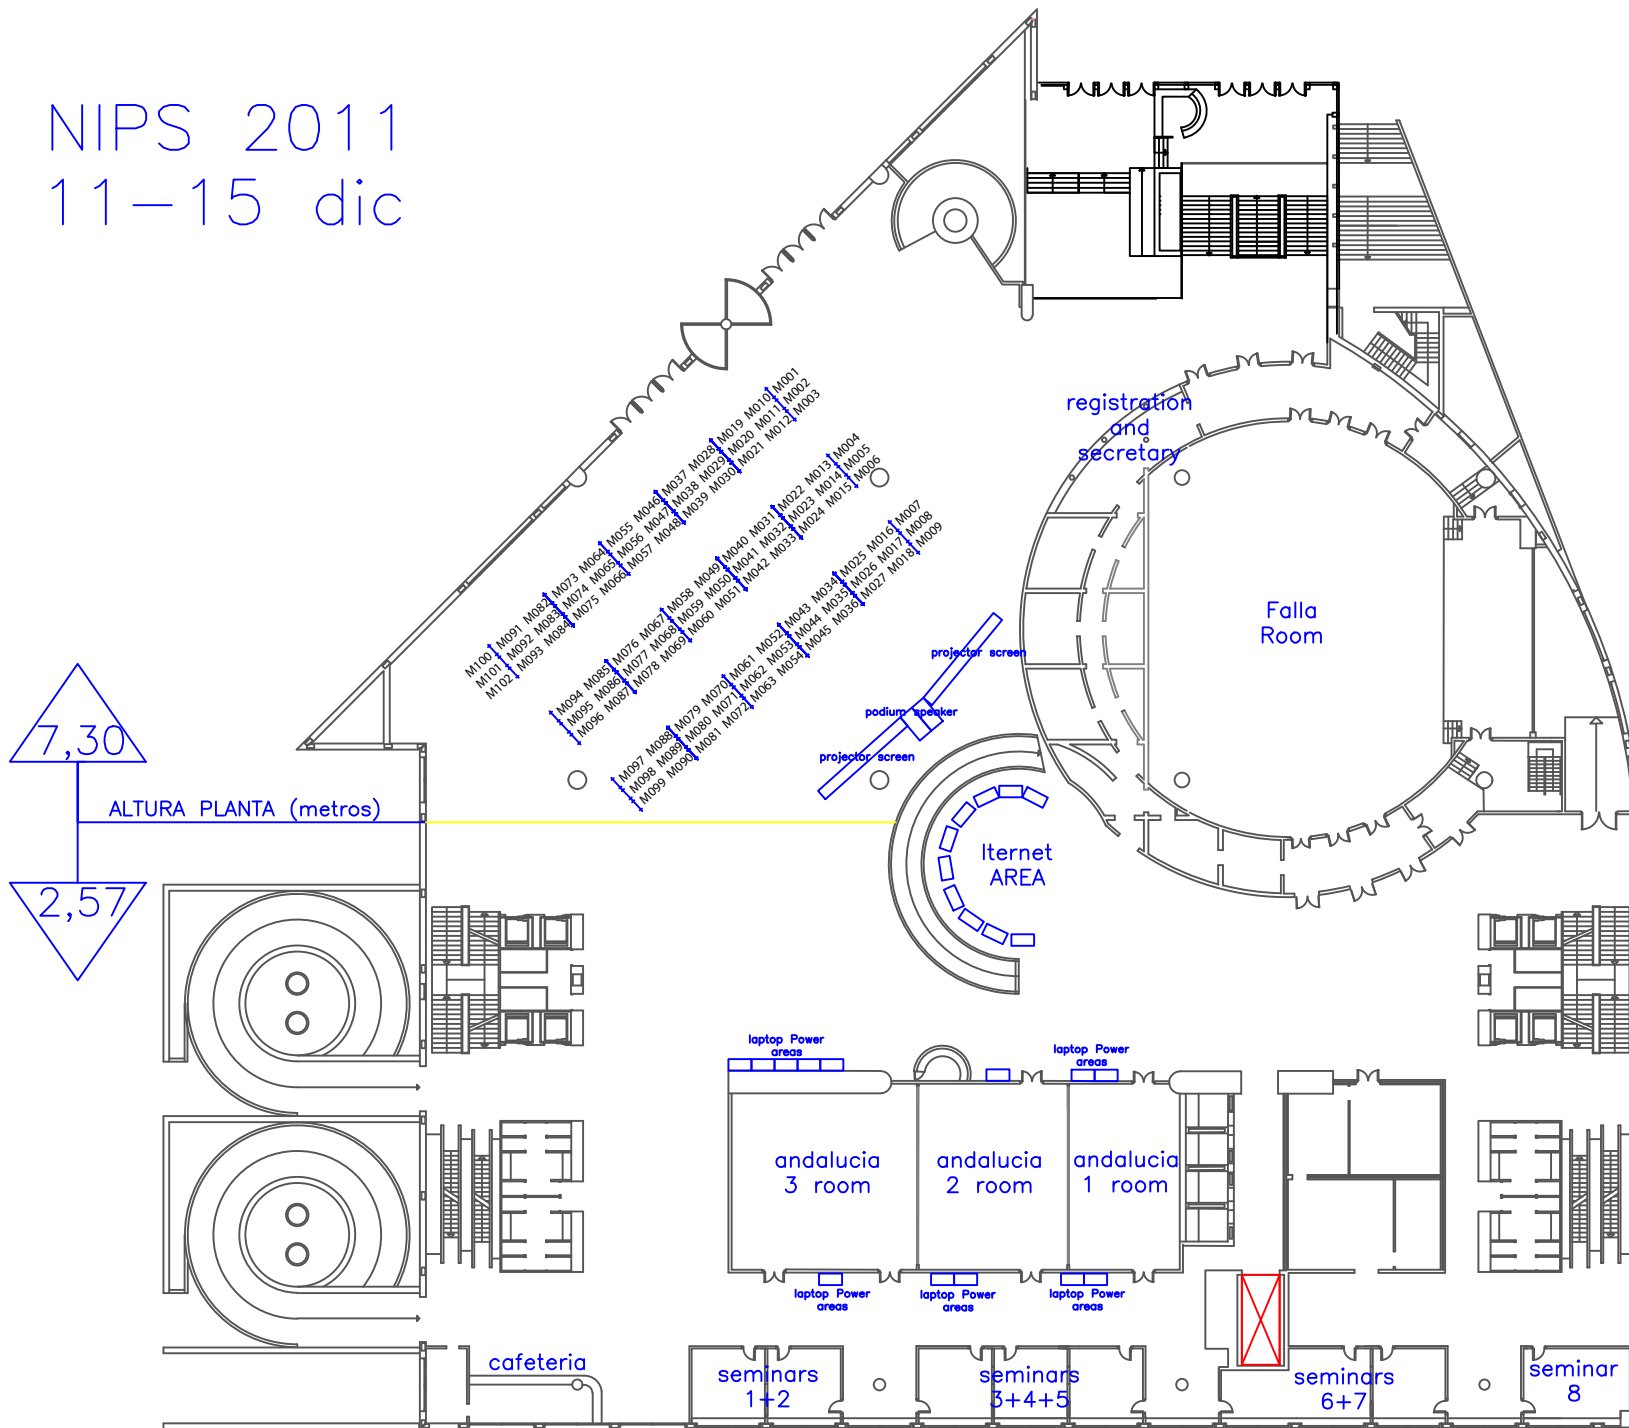 NIPS 2011
11-15 dic
registration
and
secretary
M100 M091 M082 M073 M064 M055 M046 M037 M028 M019 M010 M001
M101 M092 M083 M074 M065 M056 M047 M038 M029 M020 M011 M002
M102 M093 M084 M075 M066 M057 M048 M039 M030 M021 M012 M003
M094 M085 M076 M067 M058 M049 M040 M031 M022 M013 M004
M095 M086 M077 M068 M059 M050 M041 M032 M023 M014 M005
M096 M087 M078 M069 M060 M051 M042 M033 M024 M015 M006
M097 M088 M079 M070 M061 M052 M043 M034 M025 M016 M007
M098 M089 M080 M071 M062 M053 M044 M035 M026 M017 M008
M099 M090 M081 M072 M063 M054 M045 M036 M027 M018 M009
Falla
Room
projector screen
podium speaker
projector screen
7,30
ALTURA PLANTA (metros)
2,57
Iternet
AREA
laptop Power
areas
laptop Power
areas
andalucia
3 room
andalucia
2 room
andalucia
1 room
laptop Power
areas
laptop Power
areas
laptop Power
areas
cafeteria
seminars
1+2
seminars
3+4+5
seminars
6+7
seminar
8